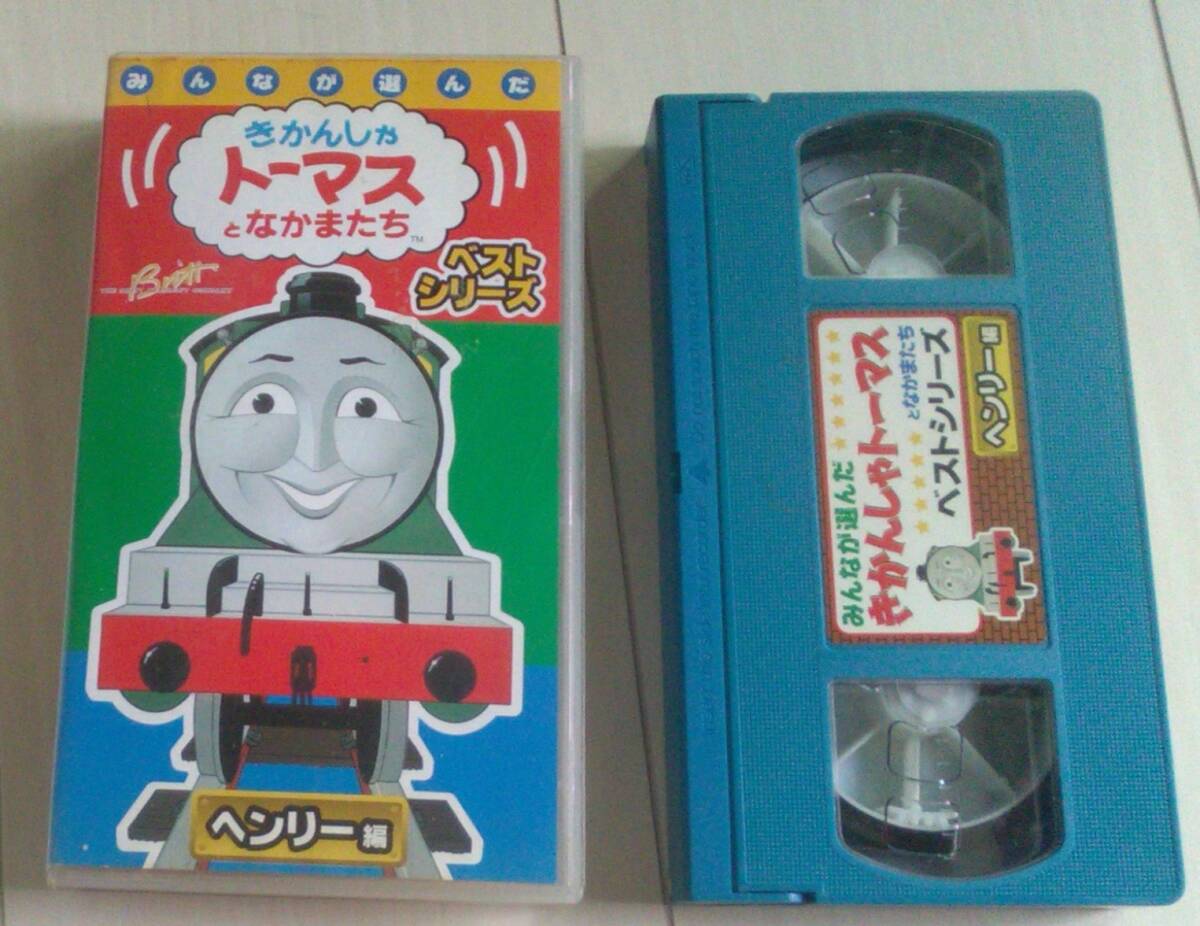 みんなが選んだ
きかんしゃ
トーマス
となかまたち™
Britt
ベスト
シリーズ
ヘンリー編
みんなが選んだ
きかんしゃトーマス
となかまたち
ベストシリーズ
ヘンリー編